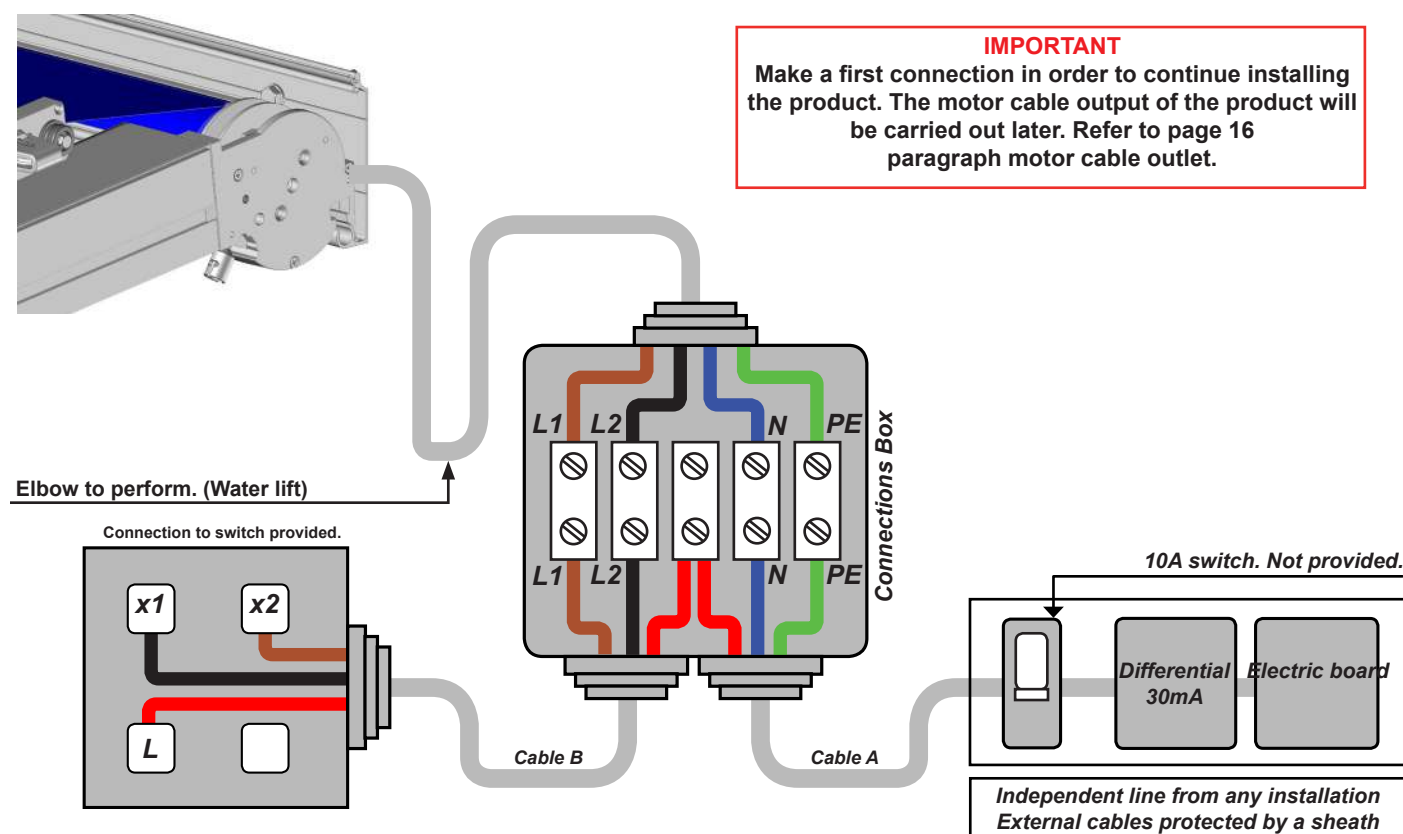 IMPORTANT
Make a first connection in order to continue installing
the product. The motor cable output of the product will
be carried out later. Refer to page 16
paragraph motor cable outlet.
L1 L2 N PE
Connections Box
Elbow to perform. (Water lift)
Connection to switch provided.
L1 L2 N PE
10A switch. Not provided.
x1 x2
L
Differential
30mA
Electric board
Cable B
Cable A
Independent line from any installation
External cables protected by a sheath